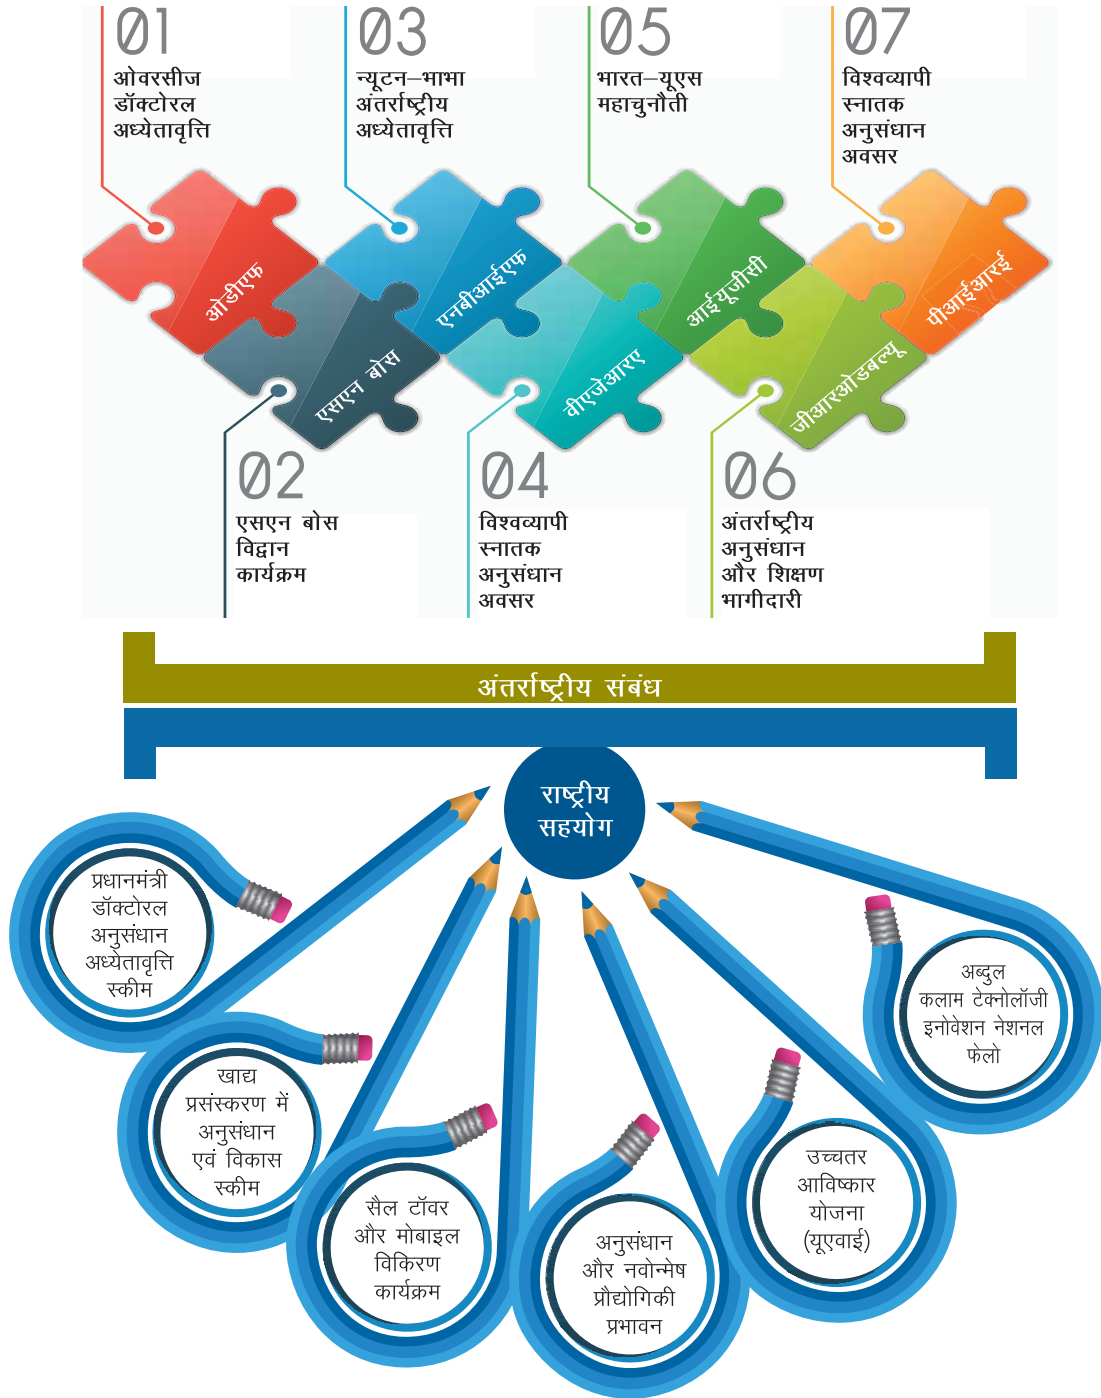 01
ओवरसीज
डॉक्टोरल
अध्येतावृत्ति
03
न्यूटन–भाभा
अंतर्राष्ट्रीय
अध्येतावृत्ति
05
भारत–यूएस
महाचुनौती
07
विश्वव्यापी
स्नातक
अनुसंधान
अवसर
ओडीएफ
एसएन बोस
एनबीआईएफ
वीएजेआरए
आईयूजीसी
जीआरओडबल्यू
पीआईआरई
02
एसएन बोस
विद्वान
कार्यक्रम
04
विश्वव्यापी
स्नातक
अनुसंधान
अवसर
06
अंतर्राष्ट्रीय
अनुसंधान
और शिक्षण
भागीदारी
अंतर्राष्ट्रीय संबंध
राष्ट्रीय
सहयोग
प्रधानमंत्री
डॉक्टोरल
अनुसंधान
अध्येतावृत्ति
स्कीम
खाद्य
प्रसंस्करण में
अनुसंधान
एवं विकास
स्कीम
सैल टॉवर
और मोबाइल
विकिरण
कार्यक्रम
अनुसंधान
और नवोन्मेष
प्रौद्योगिकी
प्रभावन
उच्चतर
आविष्कार
योजना
(यूएवाई)
अब्दुल
कलाम टेक्नोलॉजी
इनोवेशन नेशनल
फेलो